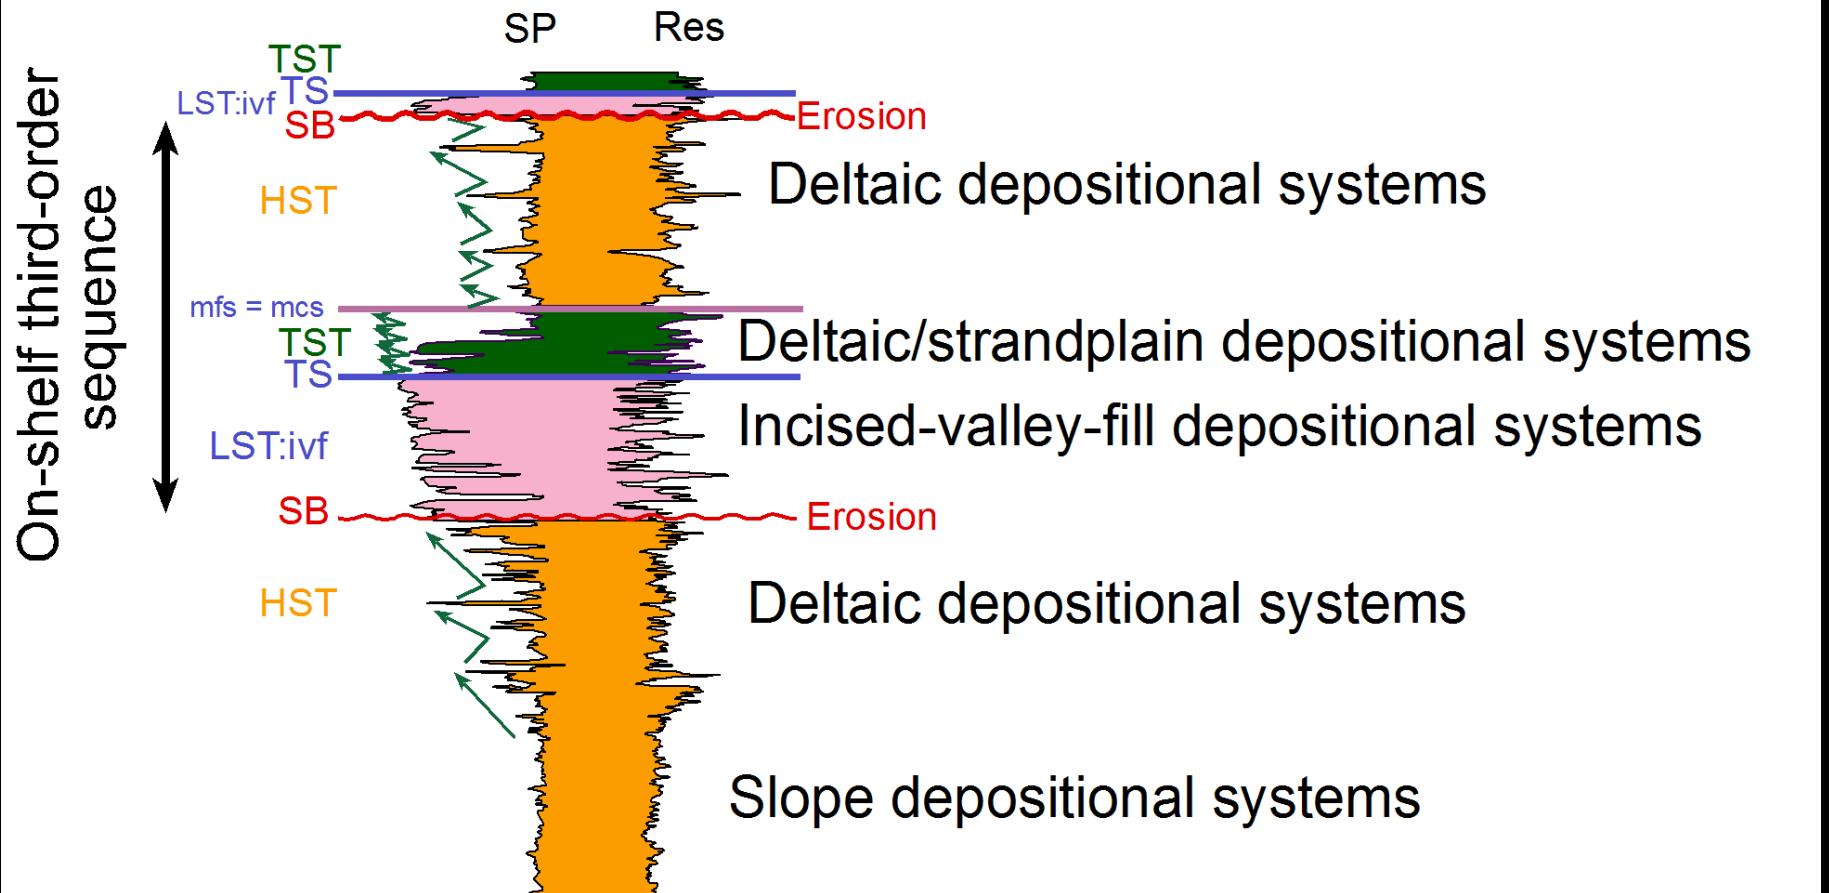 SP
Res
TST
TS
LST:ivf
SB
Erosion
On-shelf third-order
sequence
HST
Deltaic depositional systems
mfs = mcs
TST
Deltaic/strandplain depositional systems
TS
Incised-valley-fill depositional systems
LST:ivf
SB
Erosion
HST
Deltaic depositional systems
Slope depositional systems